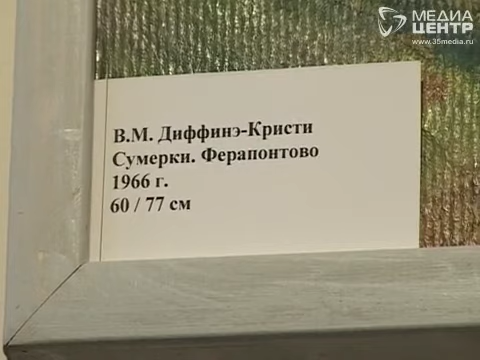 МЕДИА
ЦЕНТР
www.35media.ru
В.М. Диффинэ-Кристи
Сумерки. Ферапонтово
1966 г.
60 / 77 см